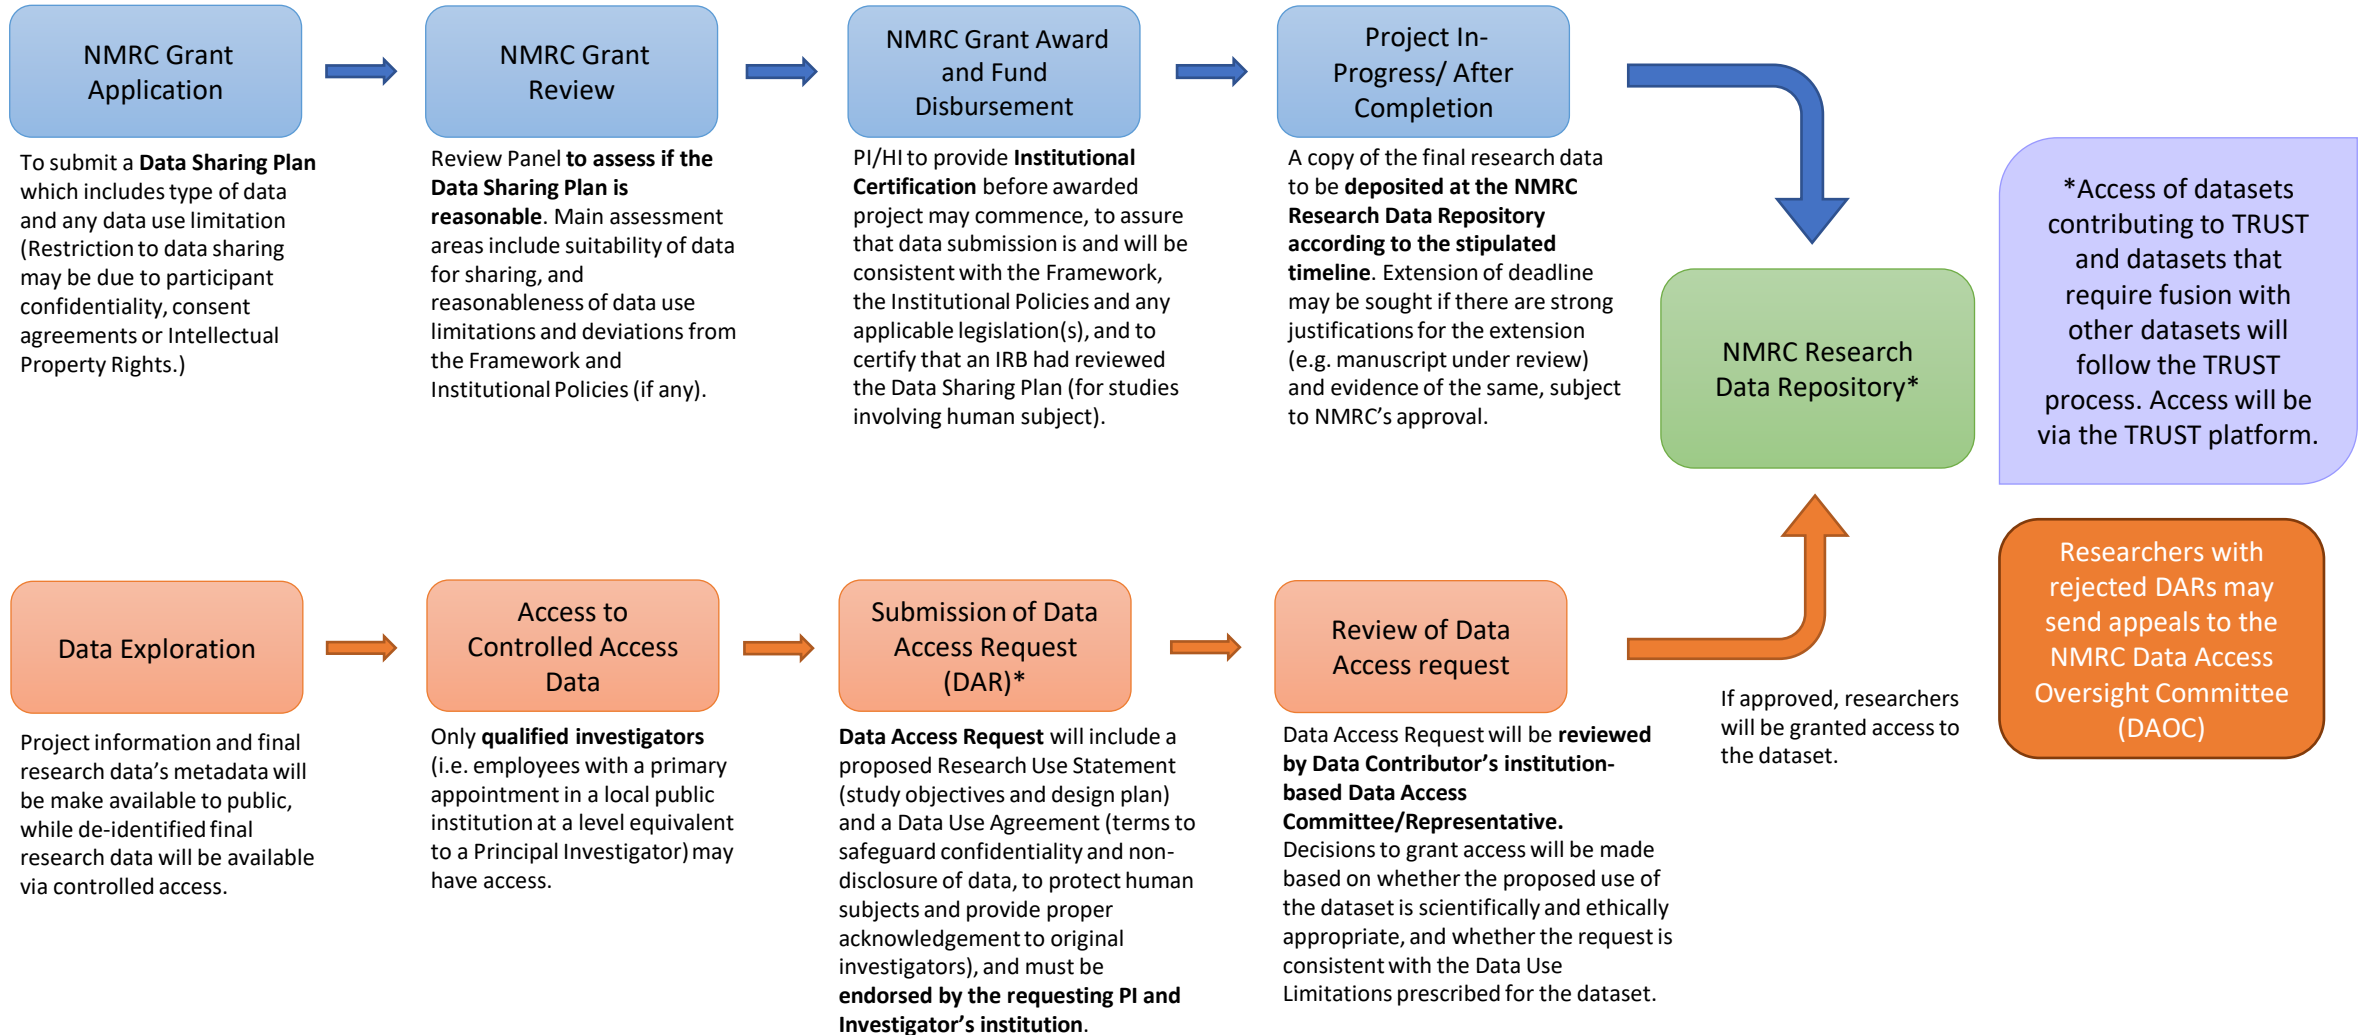 NMRC Grant
Application
NMRC Grant
Review
NMRC Grant Award
and Fund
Disbursement
Project In-
Progress/ After
Completion
To submit a Data Sharing Plan
which includes type of data
and any data use limitation
(Restriction to data sharing
may be due to participant
confidentiality, consent
agreements or Intellectual
Property Rights.)
Review Panel to assess if the
Data Sharing Plan is
reasonable. Main assessment
areas include suitability of data
for sharing, and
reasonableness of data use
limitations and deviations from
the Framework and
Institutional Policies (if any).
PI/HI to provide Institutional
Certification before awarded
project may commence, to assure
that data submission is and will be
consistent with the Framework,
the Institutional Policies and any
applicable legislation(s), and to
certify that an IRB had reviewed
the Data Sharing Plan (for studies
involving human subject).
A copy of the final research data
to be deposited at the NMRC
Research Data Repository
according to the stipulated
timeline. Extension of deadline
may be sought if there are strong
justifications for the extension
(e.g. manuscript under review)
and evidence of the same, subject
to NMRC's approval.
NMRC Research
Data Repository*
*Access of datasets
contributing to TRUST
and datasets that
require fusion with
other datasets will
follow the TRUST
process. Access will be
via the TRUST platform.
Data Exploration
Access to
Controlled Access
Data
Submission of Data
Access Request
(DAR)*
Review of Data
Access request
Researchers with
rejected DARs may
send appeals to the
NMRC Data Access
Oversight Committee
(DAOC)
Project information and final
research data's metadata will
be make available to public,
while de-identified final
research data will be available
via controlled access.
Only qualified investigators
(i.e. employees with a primary
appointment in a local public
institution at a level equivalent
to a Principal Investigator) may
have access.
Data Access Request will include a
proposed Research Use Statement
(study objectives and design plan)
and a Data Use Agreement (terms to
safeguard confidentiality and non-
disclosure of data, to protect human
subjects and provide proper
acknowledgement to original
investigators), and must be
endorsed by the requesting PI and
Investigator's institution.
Data Access Request will be reviewed
by Data Contributor's institution-
based Data Access
Committee/Representative.
Decisions to grant access will be made
based on whether the proposed use of
the dataset is scientifically and ethically
appropriate, and whether the request is
consistent with the Data Use
Limitations prescribed for the dataset.
If approved, researchers
will be granted access to
the dataset.